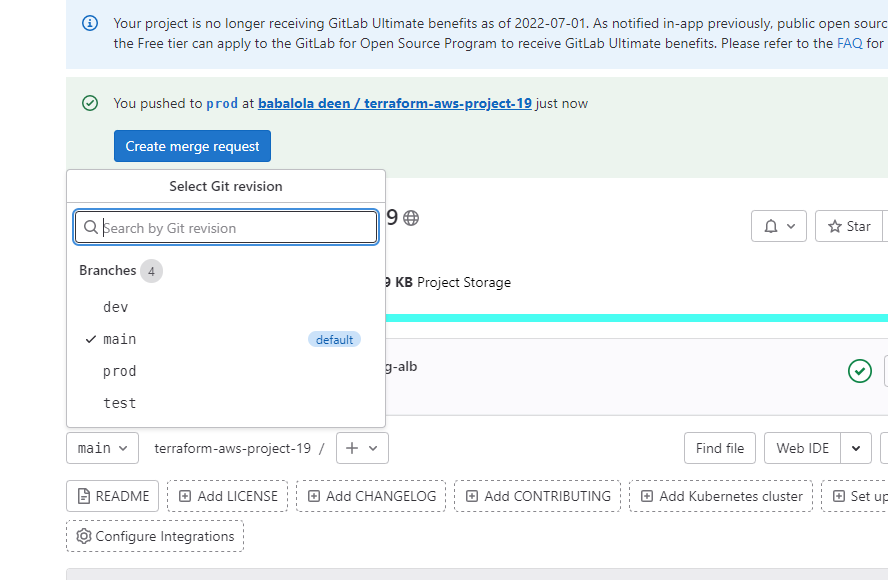 Your project is no longer receiving GitLab Ultimate benefits as of 2022-07-01. As notified in-app previously, public open
the Free tier can apply to the GitLab for Open Source Program to receive GitLab Ultimate benefits. Please refer to the FAQ for
You pushed to prod at babalola deen / terraform-aws-project-19 just now
Create merge request
Select Git revision
9
Search by Git revision
Star
Branches 4
9 KB Project Storage
dev
main default
g-alb
prod
test
main terraform-aws-project-19 / Find file Web IDE
README Add LICENSE Add CHANGELOG Add CONTRIBUTING Add Kubernetes cluster Set up
Configure Integrations